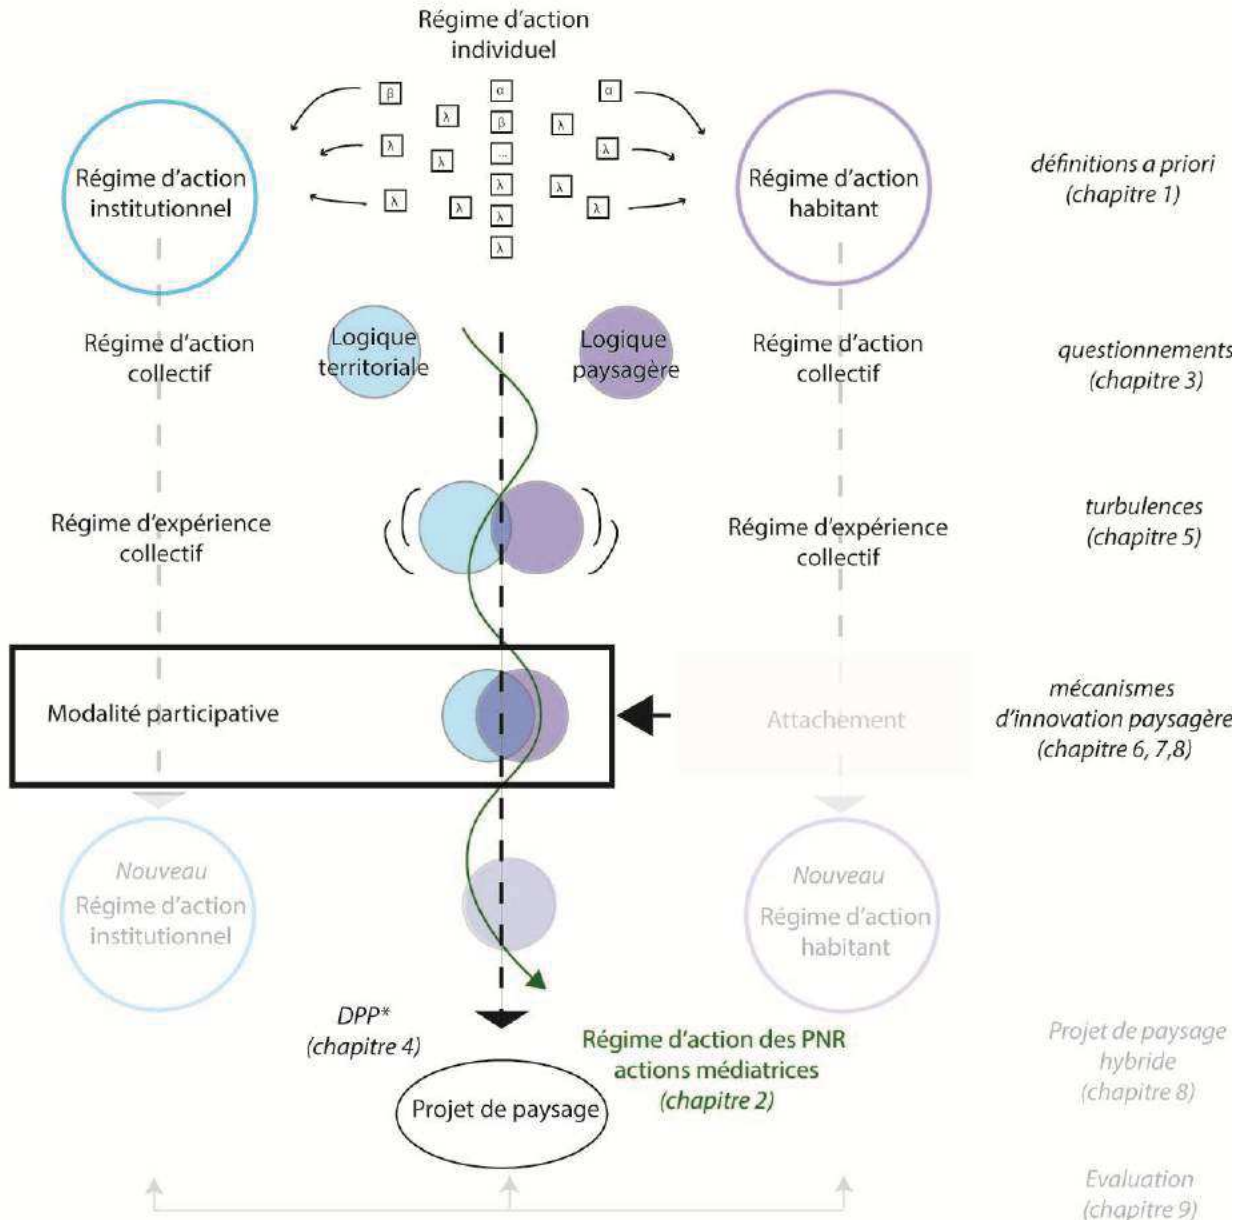 Régime d'action
individuel
β
α
α
λ
β
λ
λ
λ
...
λ
λ
λ
λ
λ
λ
λ
λ
λ
Régime d'action
institutionnel
Régime d'action
habitant
définitions a priori
(chapitre 1)
Régime d'action
collectif
Logique
territoriale
Logique
paysagère
Régime d'action
collectif
questionnements
(chapitre 3)
Régime d'expérience
collectif
Régime d'expérience
collectif
turbulences
(chapitre 5)
Modalité participative
Attachement
mécanismes
d'innovation paysagère
(chapitre 6, 7,8)
Nouveau
Régime d'action
institutionnel
Nouveau
Régime d'action
habitant
DPP*
(chapitre 4)
Régime d'action des PNR
actions médiatrices
(chapitre 2)
Projet de paysage
Projet de paysage
hybride
(chapitre 8)
Evaluation
(chapitre 9)